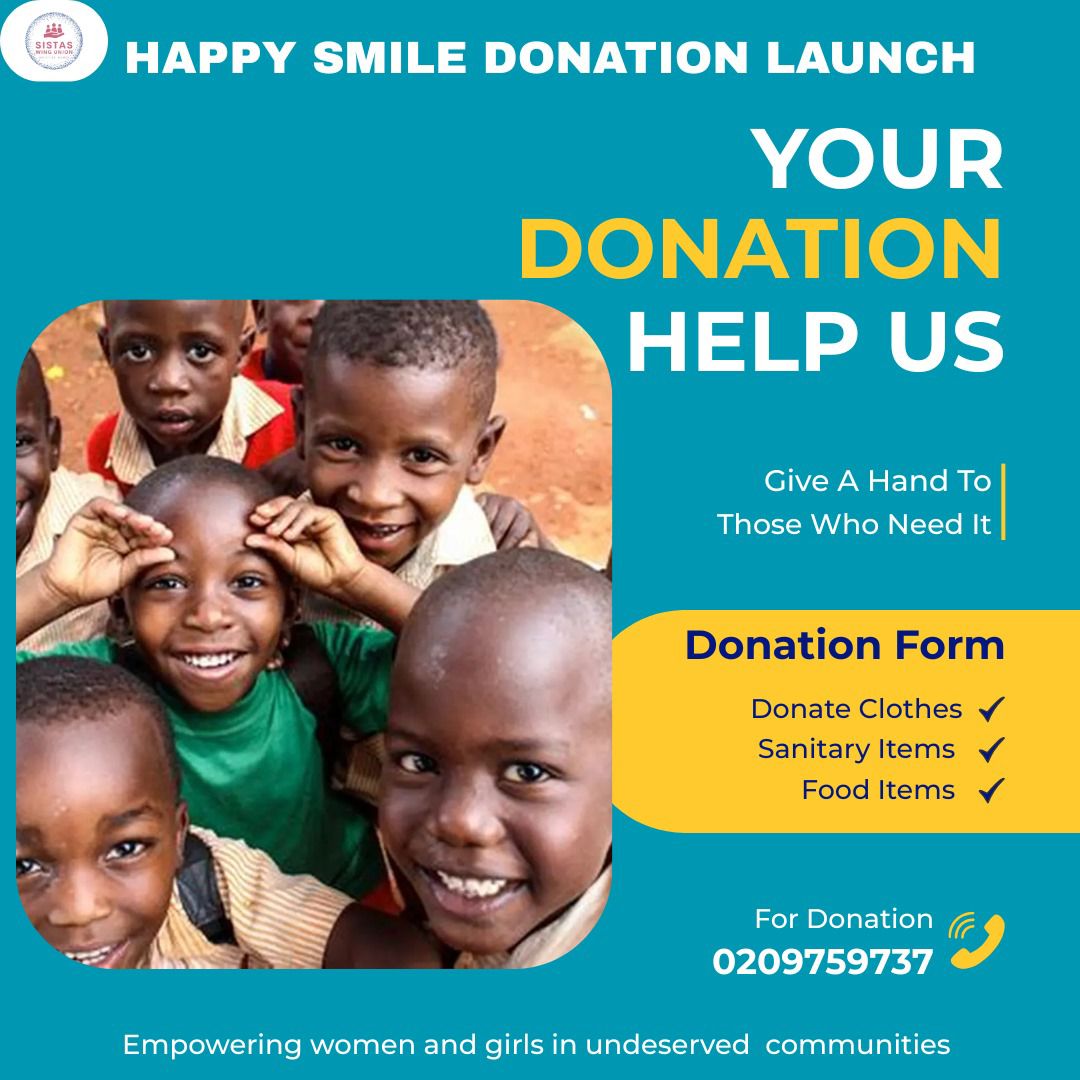 SISTAS
WING UNION
HAPPY SMILE DONATION LAUNCH
YOUR
DONATION
HELP US
Give A Hand To
Those Who Need It
Donation Form
Donate Clothes
Sanitary Items
Food Items
For Donation
0209759737
Empowering women and girls in undeserved communities